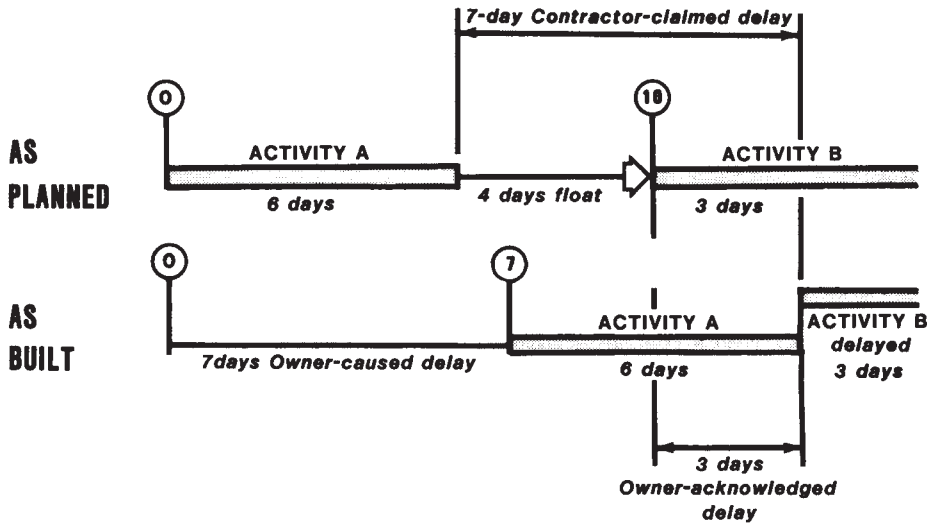 7-day Contractor-claimed delay
0
10
AS
PLANNED
ACTIVITY A
ACTIVITY B
6 days
4 days float
3 days
0
7
AS
BUILT
ACTIVITY A
ACTIVITY B
7days Owner-caused delay
6 days
delayed
3 days
3 days
Owner-acknowledged
delay